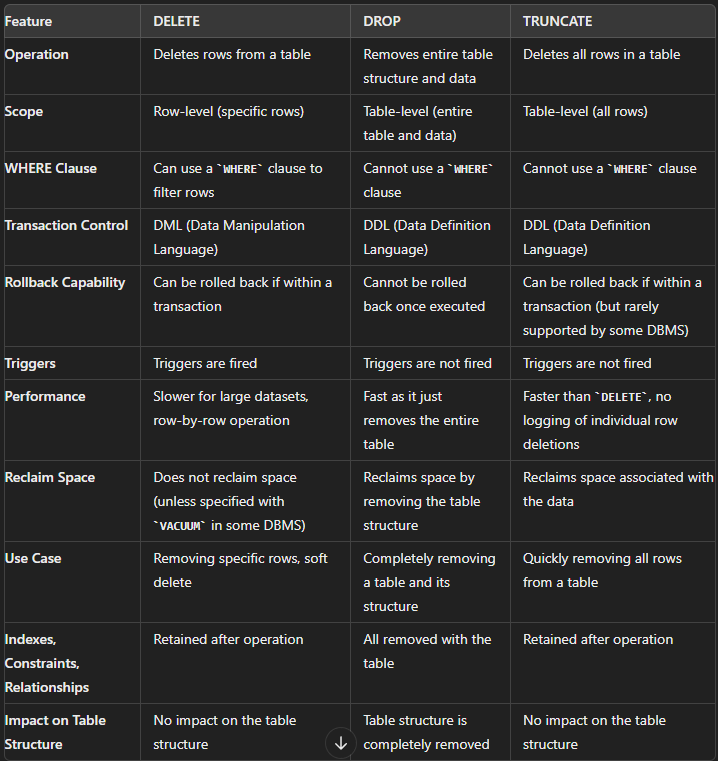 Feature DELETE DROP TRUNCATE
Operation Deletes rows from a table Removes entire table Deletes all rows in a table
structure and data
Scope Row-level (specific rows) Table-level (entire Table-level (all rows)
table and data)
WHERE Clause Can use a `WHERE` clause to Cannot use a `WHERE` Cannot use a `WHERE` clause
filter rows clause
Transaction Control DML (Data Manipulation DDL (Data Definition DDL (Data Definition
Language) Language) Language)
Rollback Capability Can be rolled back if within a Cannot be rolled Can be rolled back if within a
transaction back once executed transaction (but rarely
supported by some DBMS)
Triggers Triggers are fired Triggers are not fired Triggers are not fired
Performance Slower for large datasets, Fast as it just Faster than `DELETE`, no
row-by-row operation removes the entire logging of individual row
table deletions
Reclaim Space Does not reclaim space Reclaims space by Reclaims space associated with
(unless specified with removing the table the data
`VACUUM` in some DBMS) structure
Use Case Removing specific rows, soft Completely removing Quickly removing all rows
delete a table and its from a table
structure
Indexes, Retained after operation All removed with the Retained after operation
Constraints, table
Relationships
Impact on Table No impact on the table Table structure is No impact on the table
Structure structure completely removed structure